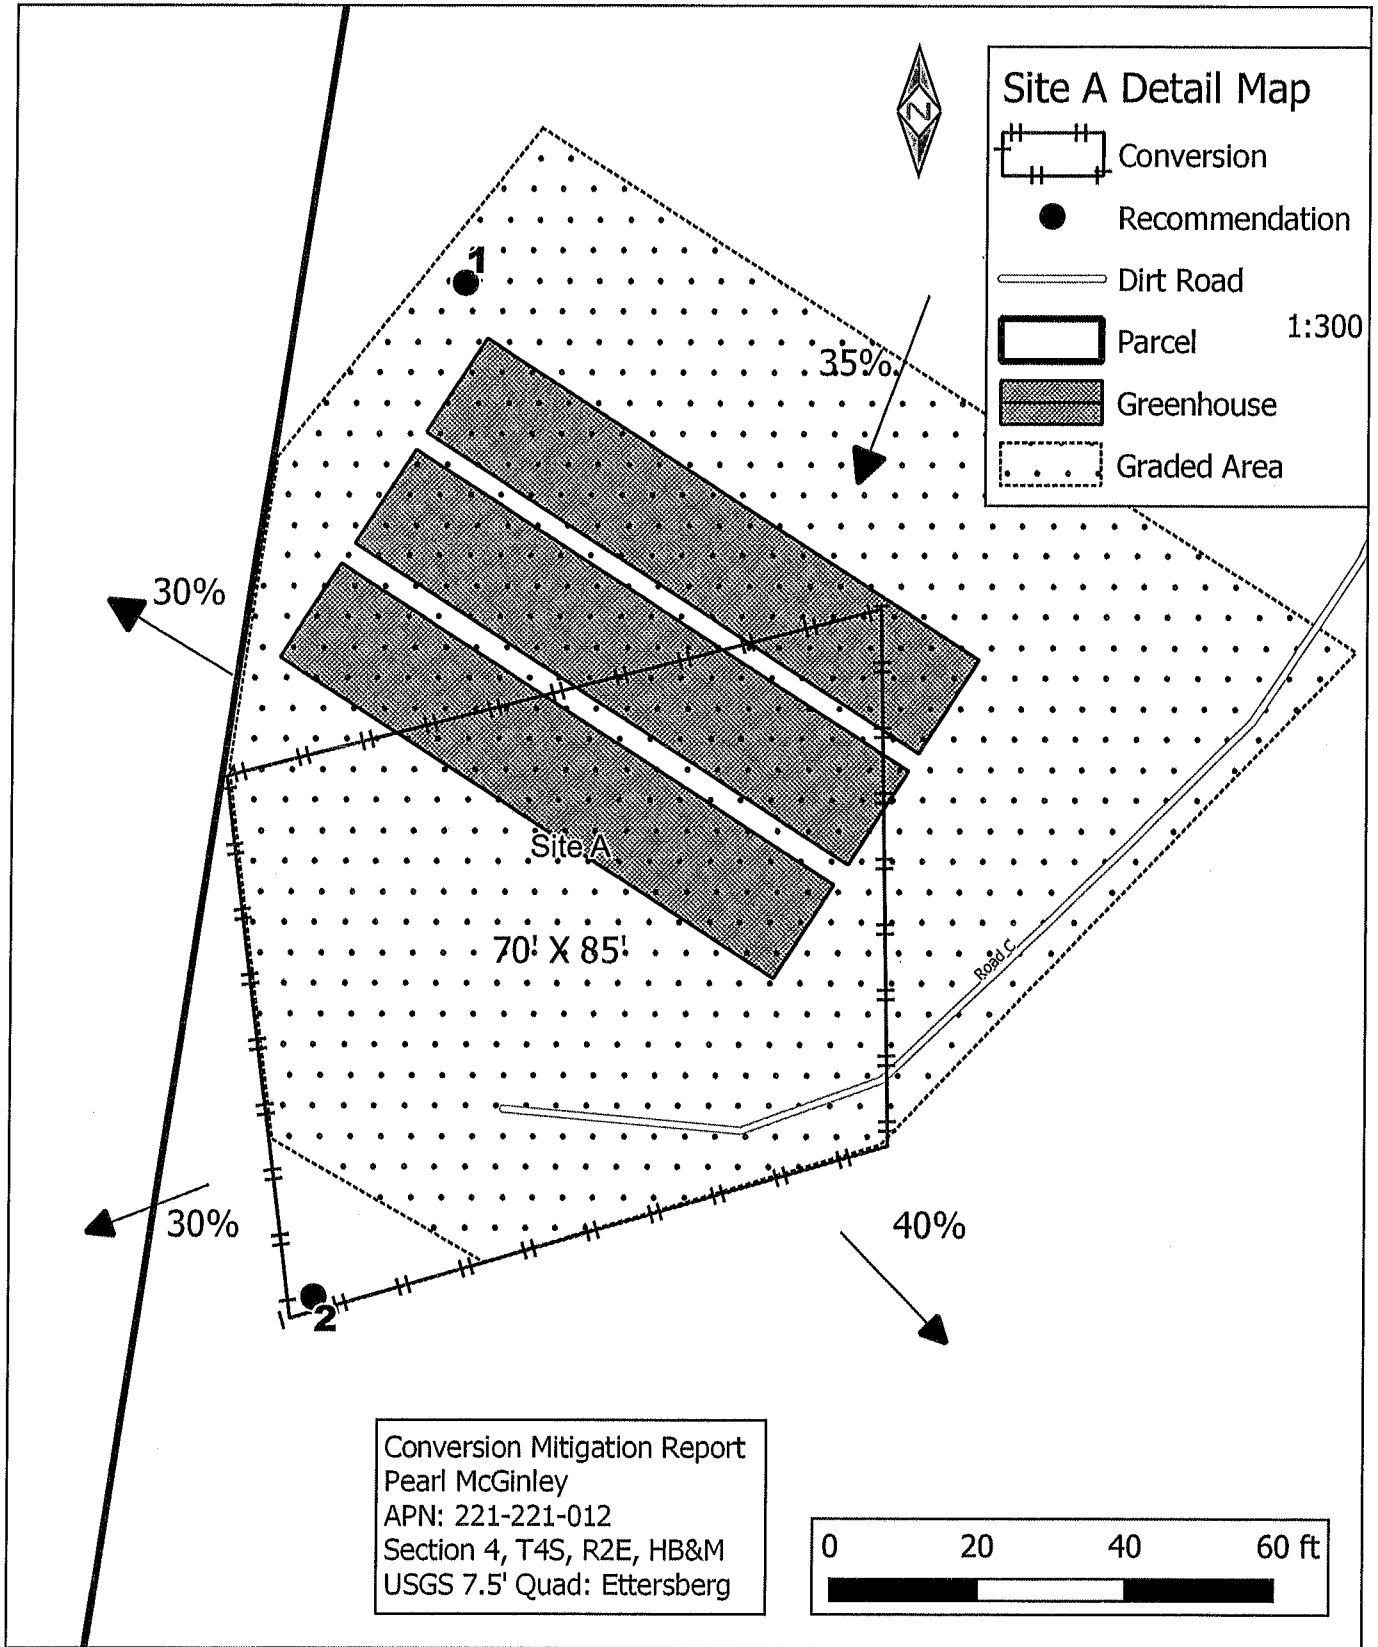 N
Site A Detail Map
Conversion
Recommendation
Dirt Road
1:300
Parcel
Greenhouse
Graded Area
1
35%
30%
Site A
70' X 85'
Road C
30%
40%
2
Conversion Mitigation Report
Pearl McGinley
APN: 221-221-012
Section 4, T4S, R2E, HB&M
USGS 7.5' Quad: Ettersberg
0 20 40 60 ft